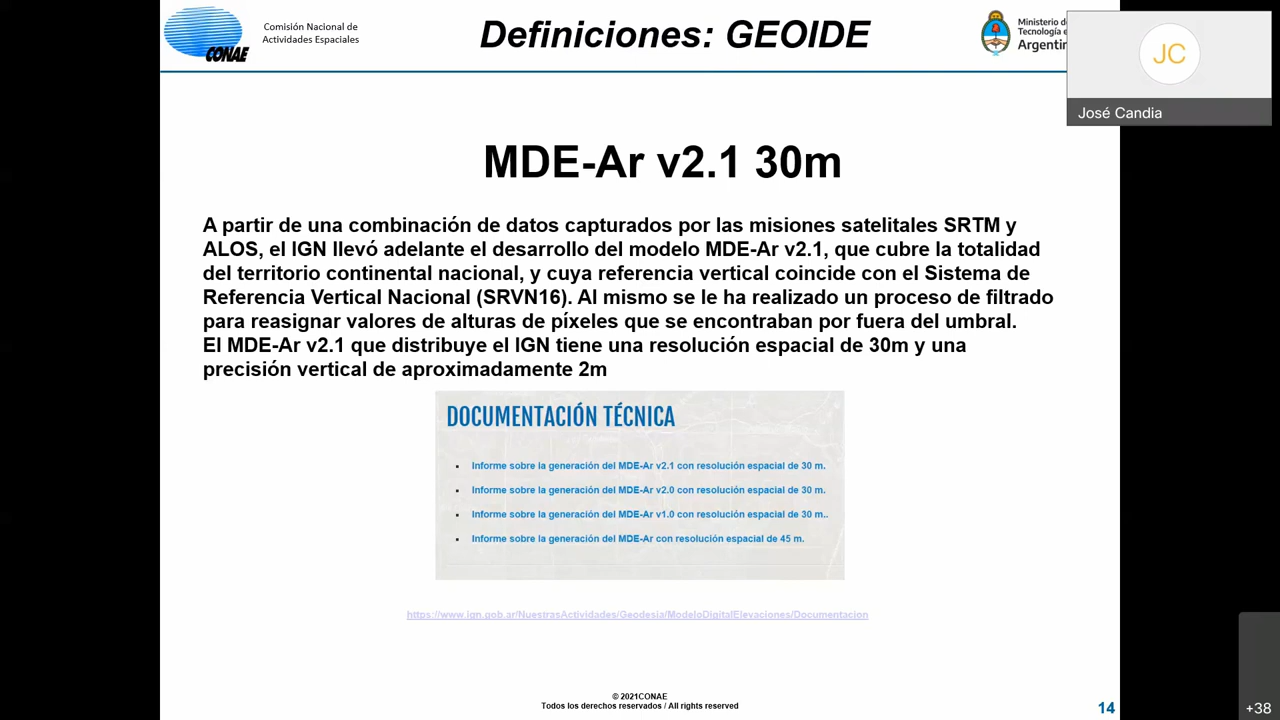 Comisión Nacional de
Actividades Espaciales
CONAE
Definiciones: GEOIDE
Ministerio de
Tecnología e
Argentin
JC
José Candia
MDE-Ar v2.1 30m
A partir de una combinación de datos capturados por las misiones satelitales SRTM y
ALOS, el IGN llevó adelante el desarrollo del modelo MDE-Ar v2.1, que cubre la totalidad
del territorio continental nacional, y cuya referencia vertical coincide con el Sistema de
Referencia Vertical Nacional (SRVN16). Al mismo se le ha realizado un proceso de filtrado
para reasignar valores de alturas de píxeles que se encontraban por fuera del umbral.
El MDE-Ar v2.1 que distribuye el IGN tiene una resolución espacial de 30m y una
precisión vertical de aproximadamente 2m
DOCUMENTACIÓN TÉCNICA
▪ Informe sobre la generación del MDE-Ar v2.1 con resolución espacial de 30 m.
▪ Informe sobre la generación del MDE-Ar v2.0 con resolución espacial de 30 m.
▪ Informe sobre la generación del MDE-Ar v1.0 con resolución espacial de 30 m..
▪ Informe sobre la generación del MDE-Ar con resolución espacial de 45 m.
https://www.ign.gob.ar/NuestrasActividades/Geodesia/ModeloDigitalElevaciones/Documentacion
© 2021CONAE
Todos los derechos reservados / All rights reserved
14
+38